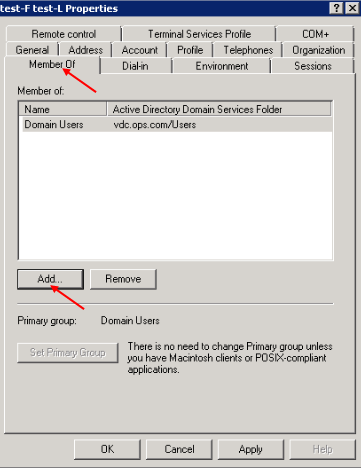 test-F test-L Properties
Remote control Terminal Services Profile COM+
General Address Account Profile Telephones Organization
Member Of Dial-in Environment Sessions
Member of:
Name Active Directory Domain Services Folder
Domain Users vdc.ops.com/Users
Add... Remove
Primary group: Domain Users
Set Primary Group
There is no need to change Primary group unless
you have Macintosh clients or POSIX-compliant
applications.
OK Cancel Apply Help